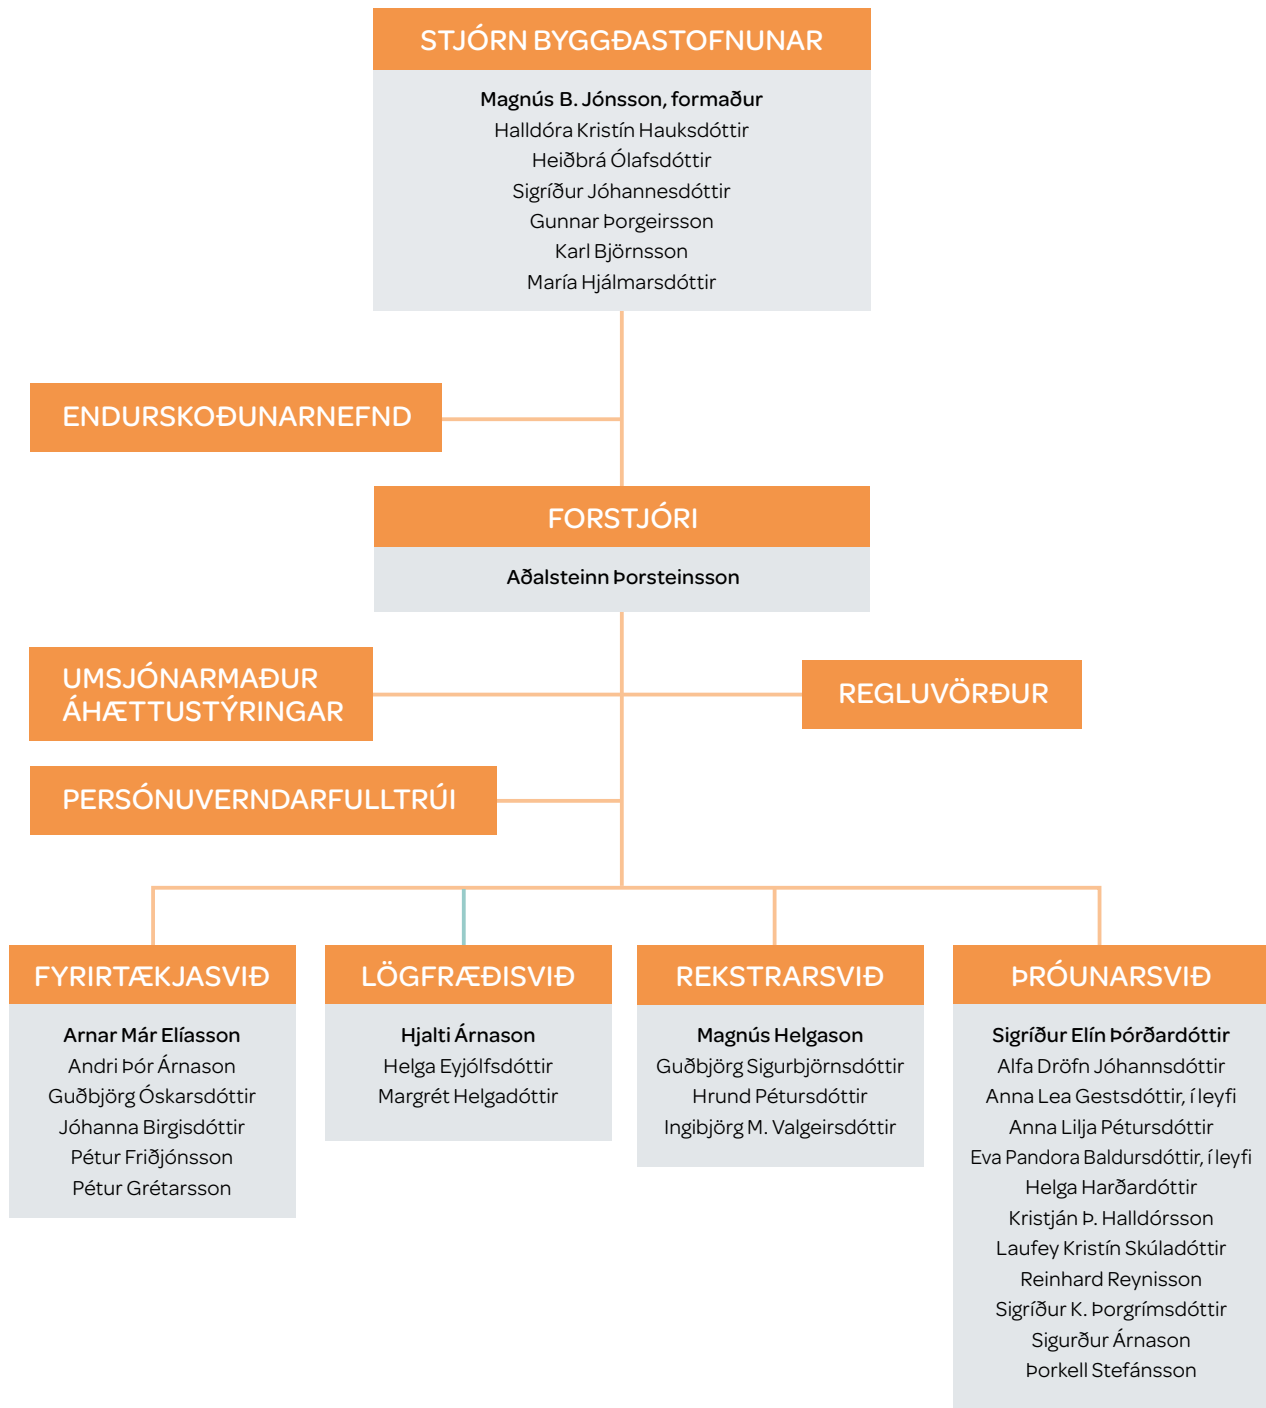 STJÓRN BYGGÐASTOFNUNAR
Magnús B. Jónsson, formaður
Halldóra Kristín Hauksdóttir
Heiðbrá Ólafsdóttir
Sigríður Jóhannesdóttir
Gunnar Þorgeirsson
Karl Björnsson
María Hjálmarsdóttir
ENDURSKOÐUNARNEFND
FORSTJÓRI
Aðalsteinn Þorsteinsson
UMSJÓNARMAÐUR
ÁHÆTTUSTÝRINGAR
REGLUVÖRÐUR
PERSÓNUVERNDARFULLTRÚI
FYRIRTÆKJASVIÐ
Arnar Már Elíasson
Andri Þór Árnason
Guðbjörg Óskarsdóttir
Jóhanna Birgisdóttir
Pétur Friðjónsson
Pétur Grétarsson
LÖGFRÆÐISVIÐ
Hjalti Árnason
Helga Eyjólfsdóttir
Margrét Helgadóttir
REKSTRARSVIÐ
Magnús Helgason
Guðbjörg Sigurbjörnsdóttir
Hrund Pétursdóttir
Ingibjörg M. Valgeirsdóttir
ÞRÓUNARSVIÐ
Sigríður Elín Þórðardóttir
Alfa Dröfn Jóhannsdóttir
Anna Lea Gestsdóttir, í leyfi
Anna Lilja Pétursdóttir
Eva Pandora Baldursdóttir, í leyfi
Helga Harðardóttir
Kristján Þ. Halldórsson
Laufey Kristín Skúladóttir
Reinhard Reynisson
Sigríður K. Þorgrímsdóttir
Sigurður Árnason
Þorkell Stefánsson